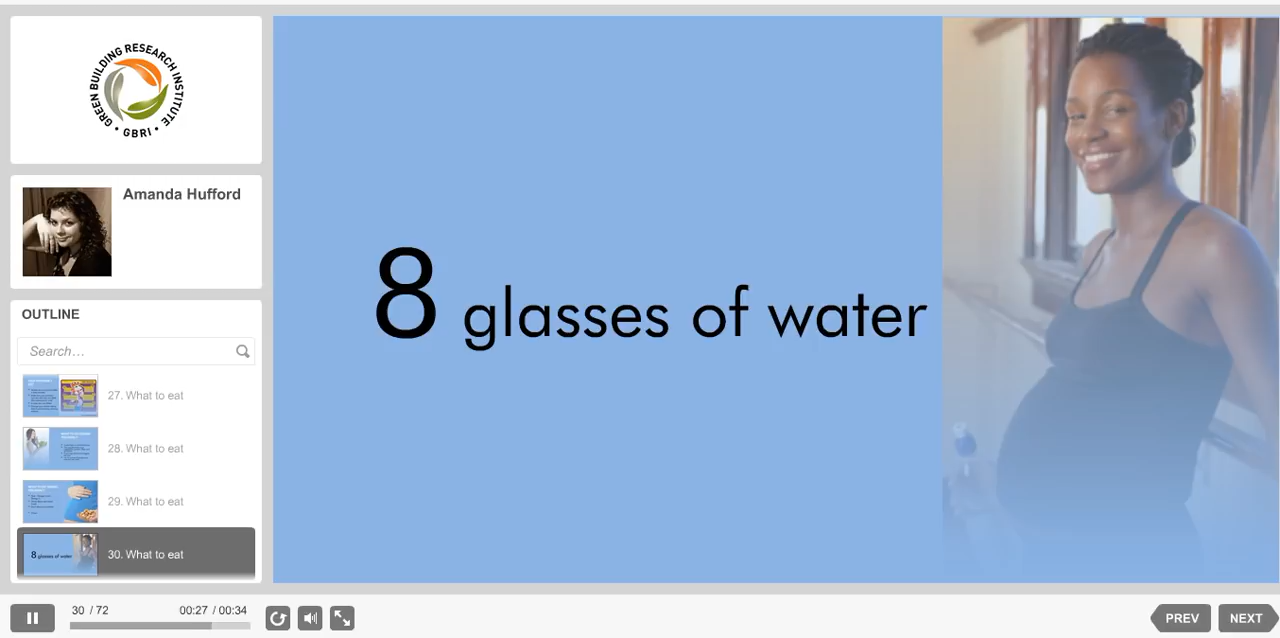 GREEN BUILDING RESEARCH INSTITUTE
• GBRI •
Amanda Hufford
OUTLINE
Search...
27. What to eat
28. What to eat
29. What to eat
8 glasses of water
30. What to eat
8 glasses of water
30 / 72
00:27 / 00:34
PREV
NEXT